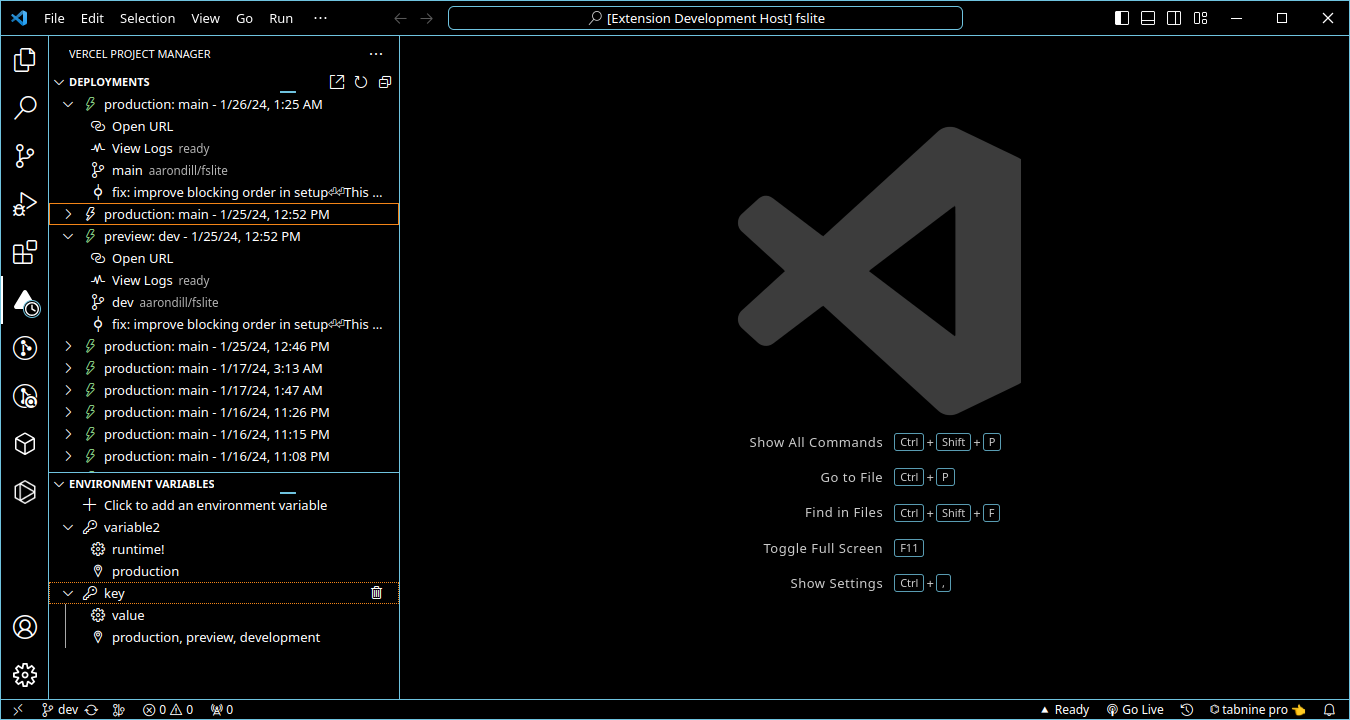 File Edit Selection View Go Run ···
[Extension Development Host] fslite
VERCEL PROJECT MANAGER
DEPLOYMENTS
production: main - 1/26/24, 1:25 AM
Open URL
View Logs ready
main aarondill/fslite
fix: improve blocking order in setup⏎⏎This ...
production: main - 1/25/24, 12:52 PM
preview: dev - 1/25/24, 12:52 PM
Open URL
View Logs ready
dev aarondill/fslite
fix: improve blocking order in setup⏎⏎This ...
production: main - 1/25/24, 12:46 PM
production: main - 1/17/24, 3:13 AM
production: main - 1/17/24, 1:47 AM
production: main - 1/16/24, 11:26 PM
production: main - 1/16/24, 11:15 PM
production: main - 1/16/24, 11:08 PM
ENVIRONMENT VARIABLES
Click to add an environment variable
variable2
runtime!
production
key
value
production, preview, development
Show All Commands Ctrl + Shift + P
Go to File Ctrl + P
Find in Files Ctrl + Shift + F
Toggle Full Screen F11
Show Settings Ctrl + ,
dev 0 0 0
Ready Go Live tabnine pro 👈